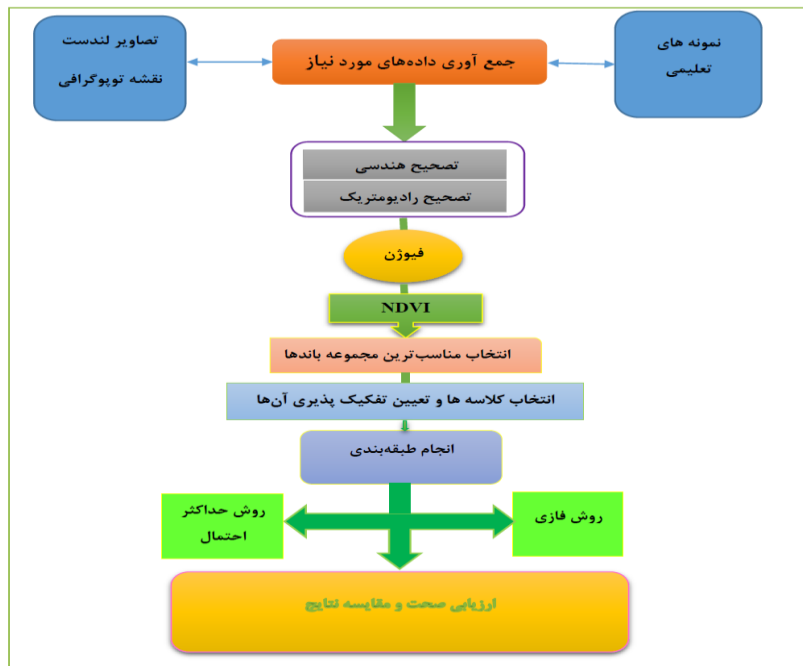 نمونه های
تعلیمی
جمع آوری داده‌های مورد نیاز
تصاویر لندست
نقشه توپوگرافی
تصحیح هندسی
تصحیح رادیومتریک
فیوژن
NDVI
انتخاب مناسب‌ترین مجموعه باندها
انتخاب کلاسه ها و تعیین تفکیک پذیری آن‌ها
انجام طبقه‌بندی
روش فازی
روش حداکثر
احتمال
ارزیابی صحت و مقایسه نتایج